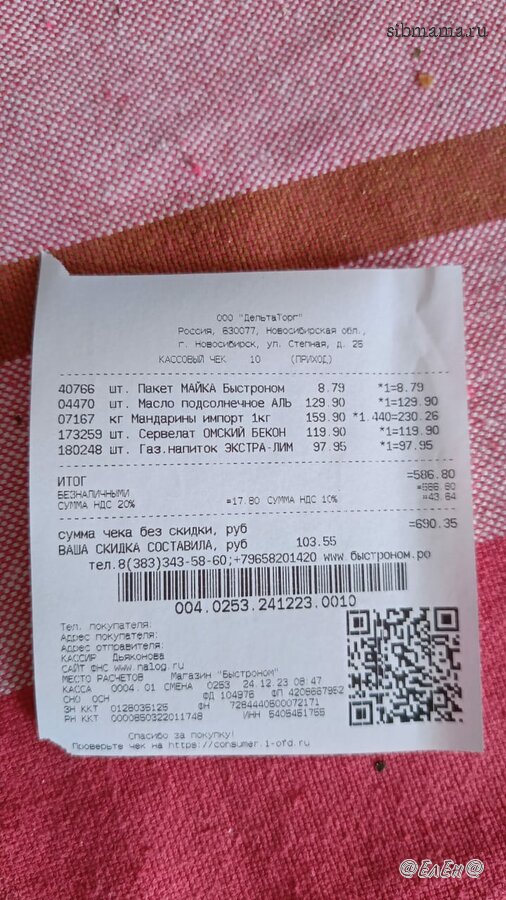 sibmama.ru
ООО "ДельтаТорг"
Россия, 630077, Новосибирская обл.,
г. Новосибирск, ул. Степная, д. 25
КАССОВЫЙ ЧЕК 10 (ПРИХОД)
40766 шт. Пакет МАЙКА Быстроном 8.79 *1=8.79
04470 шт. Масло подсолнечное АЛЬ 129.90 *1=129.90
07167 кг Мандарины импорт 1кг 159.90 *1.440=230.26
173259 шт. Сервелат ОМСКИЙ БЕКОН 119.90 *1=119.90
180248 шт. Газ.напиток ЭКСТРА-ЛИМ 97.95 *1=97.95
ИТОГ =586.80
БЕЗНАЛИЧНЫМИ =586.80
СУММА НДС 20% =17.80 СУММА НДС 10% =43.64
сумма чека без скидки, руб =690.35
ВАША СКИДКА СОСТАВИЛА, руб 103.55
тел.8(383)343-58-60;+79658201420 www.быстроном.рф
004.0253.241223.0010
Тел. покупателя:
Адрес покупателя:
Адрес отправителя:
КАССИР Дьяконова
САЙТ ФНС www.nalog.ru
МЕСТО РАСЧЕТОВ Магазин "Быстроном"
КАССА 0004.01 СМЕНА 0253 24.12.23 08:47
СНО ОСН ФД 104976 ФП 4208667952
ЗН ККТ 0128035125 ФН 7284440800072171
РН ККТ 0000850322011748 ИНН 5405451755
Спасибо за покупку!
Проверьте чек на https://consumer.1-ofd.ru
@ЕлЕн@